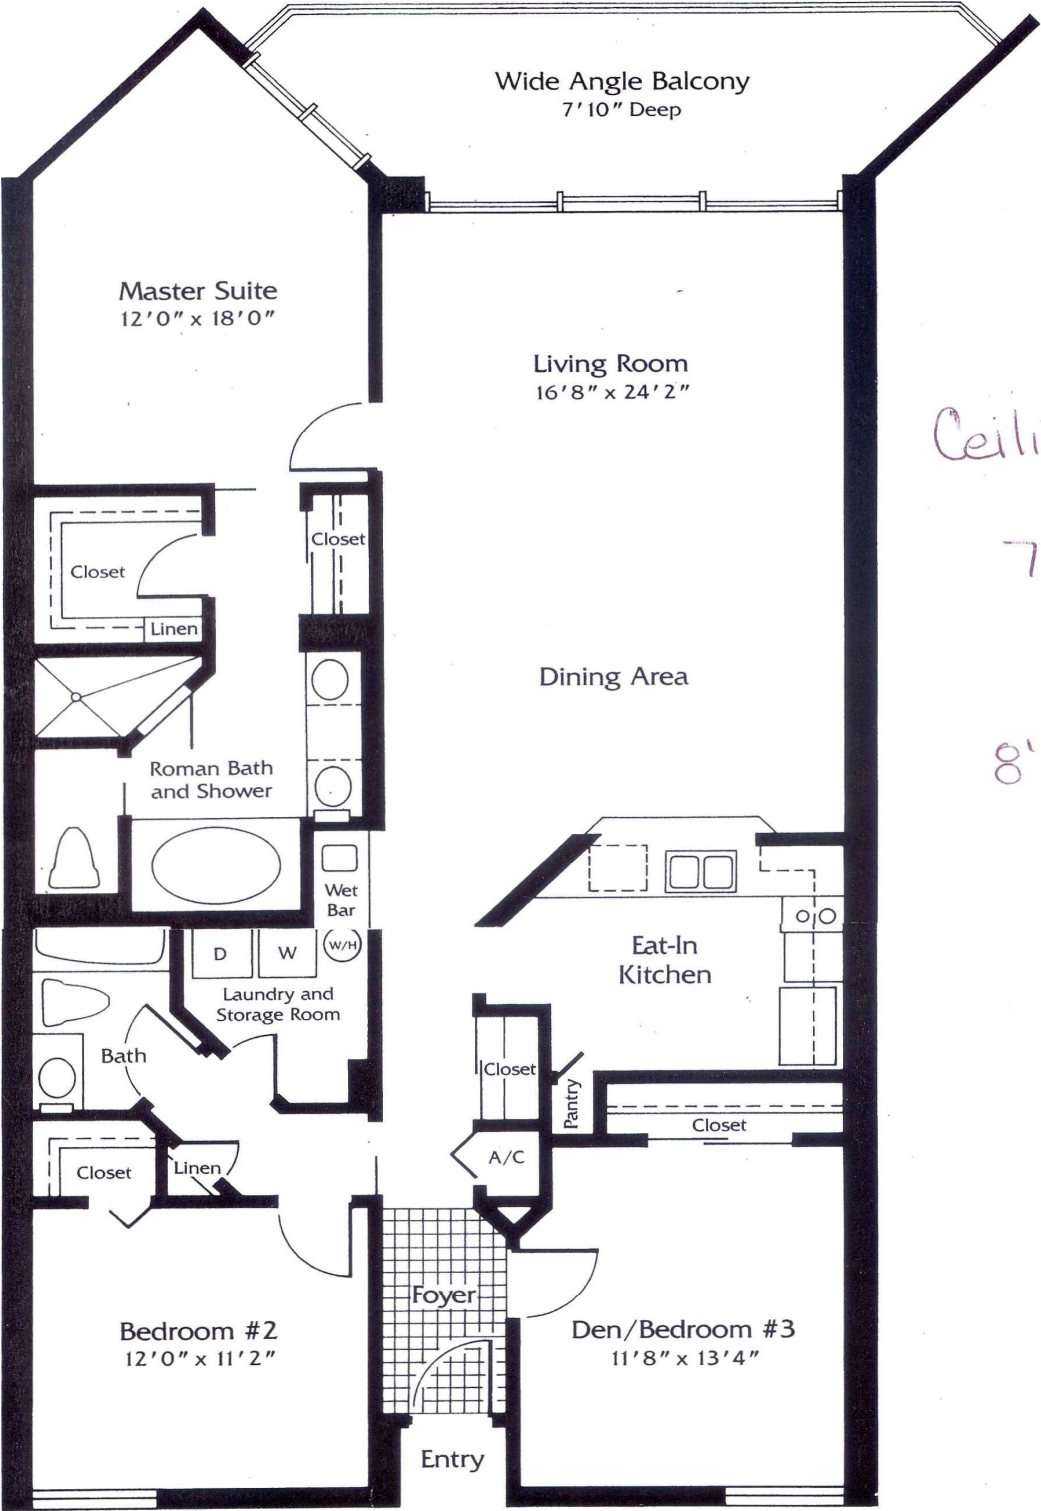 Wide Angle Balcony
7'10" Deep
Master Suite
12'0" x 18'0"
Living Room
16'8" x 24'2"
Closet
Closet
Linen
Dining Area
Roman Bath
and Shower
Wet
Bar
D
W
W/H
Laundry and
Storage Room
Eat-In
Kitchen
Bath
Closet
Pantry
Closet
A/C
Closet
Linen
Foyer
Bedroom #2
12'0" x 11'2"
Den/Bedroom #3
11'8" x 13'4"
Entry
Ceili
7
8'